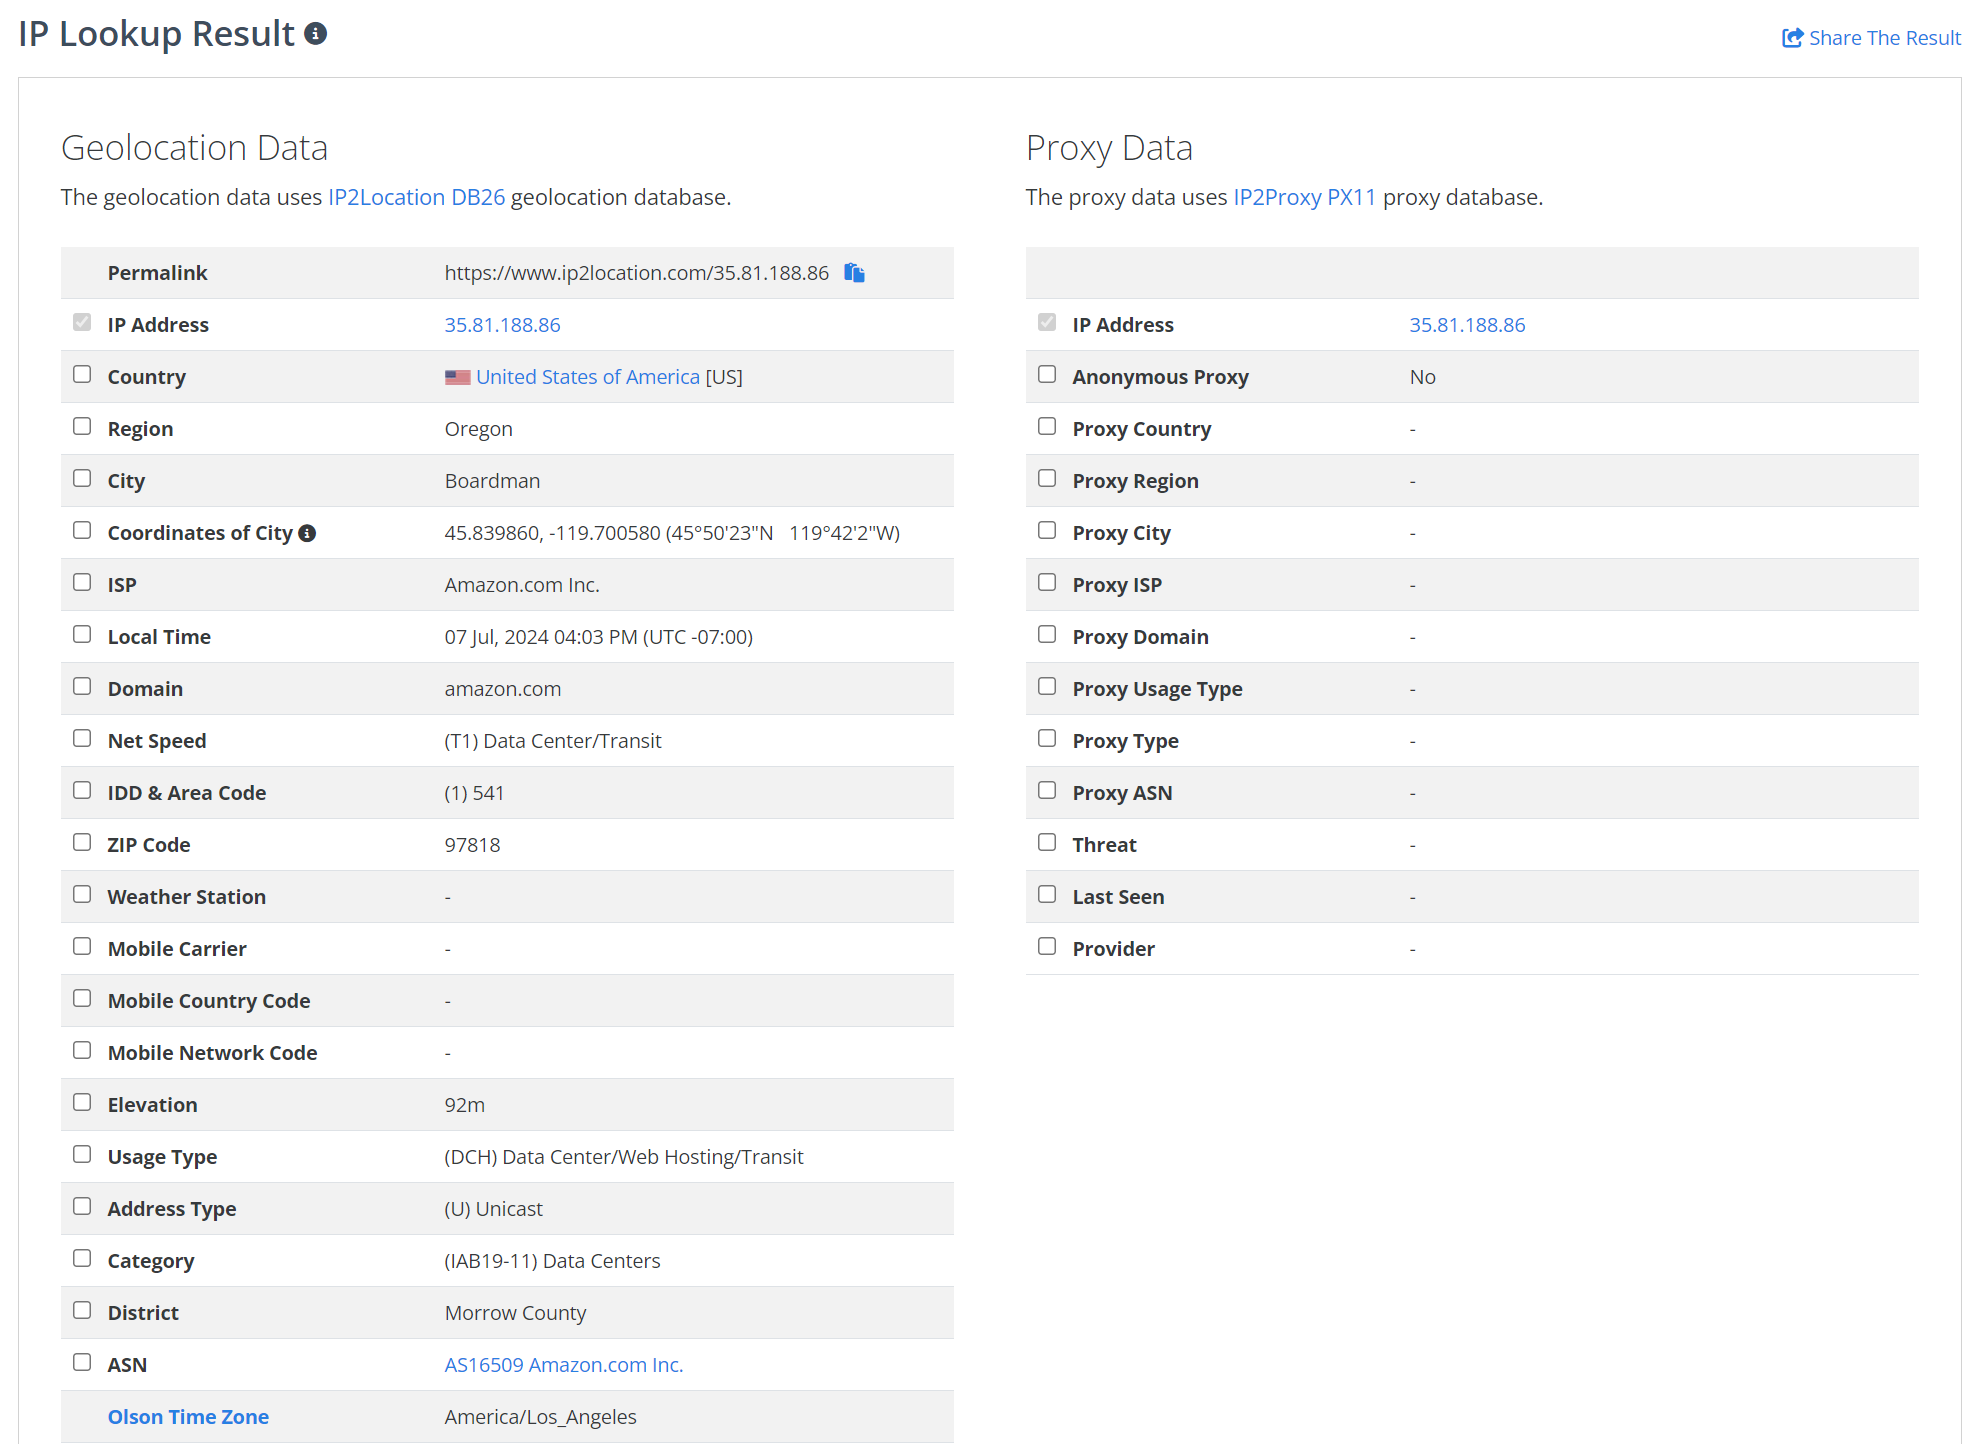 IP Lookup Result
Share The Result
Geolocation Data
The geolocation data uses IP2Location DB26 geolocation database.
Permalink https://www.ip2location.com/35.81.188.86
IP Address 35.81.188.86
Country United States of America [US]
Region Oregon
City Boardman
Coordinates of City 45.839860, -119.700580 (45°50'23"N 119°42'2"W)
ISP Amazon.com Inc.
Local Time 07 Jul, 2024 04:03 PM (UTC -07:00)
Domain amazon.com
Net Speed (T1) Data Center/Transit
IDD & Area Code (1) 541
ZIP Code 97818
Weather Station -
Mobile Carrier -
Mobile Country Code -
Mobile Network Code -
Elevation 92m
Usage Type (DCH) Data Center/Web Hosting/Transit
Address Type (U) Unicast
Category (IAB19-11) Data Centers
District Morrow County
ASN AS16509 Amazon.com Inc.
Olson Time Zone America/Los_Angeles
Proxy Data
The proxy data uses IP2Proxy PX11 proxy database.
IP Address 35.81.188.86
Anonymous Proxy No
Proxy Country -
Proxy Region -
Proxy City -
Proxy ISP -
Proxy Domain -
Proxy Usage Type -
Proxy Type -
Proxy ASN -
Threat -
Last Seen -
Provider -